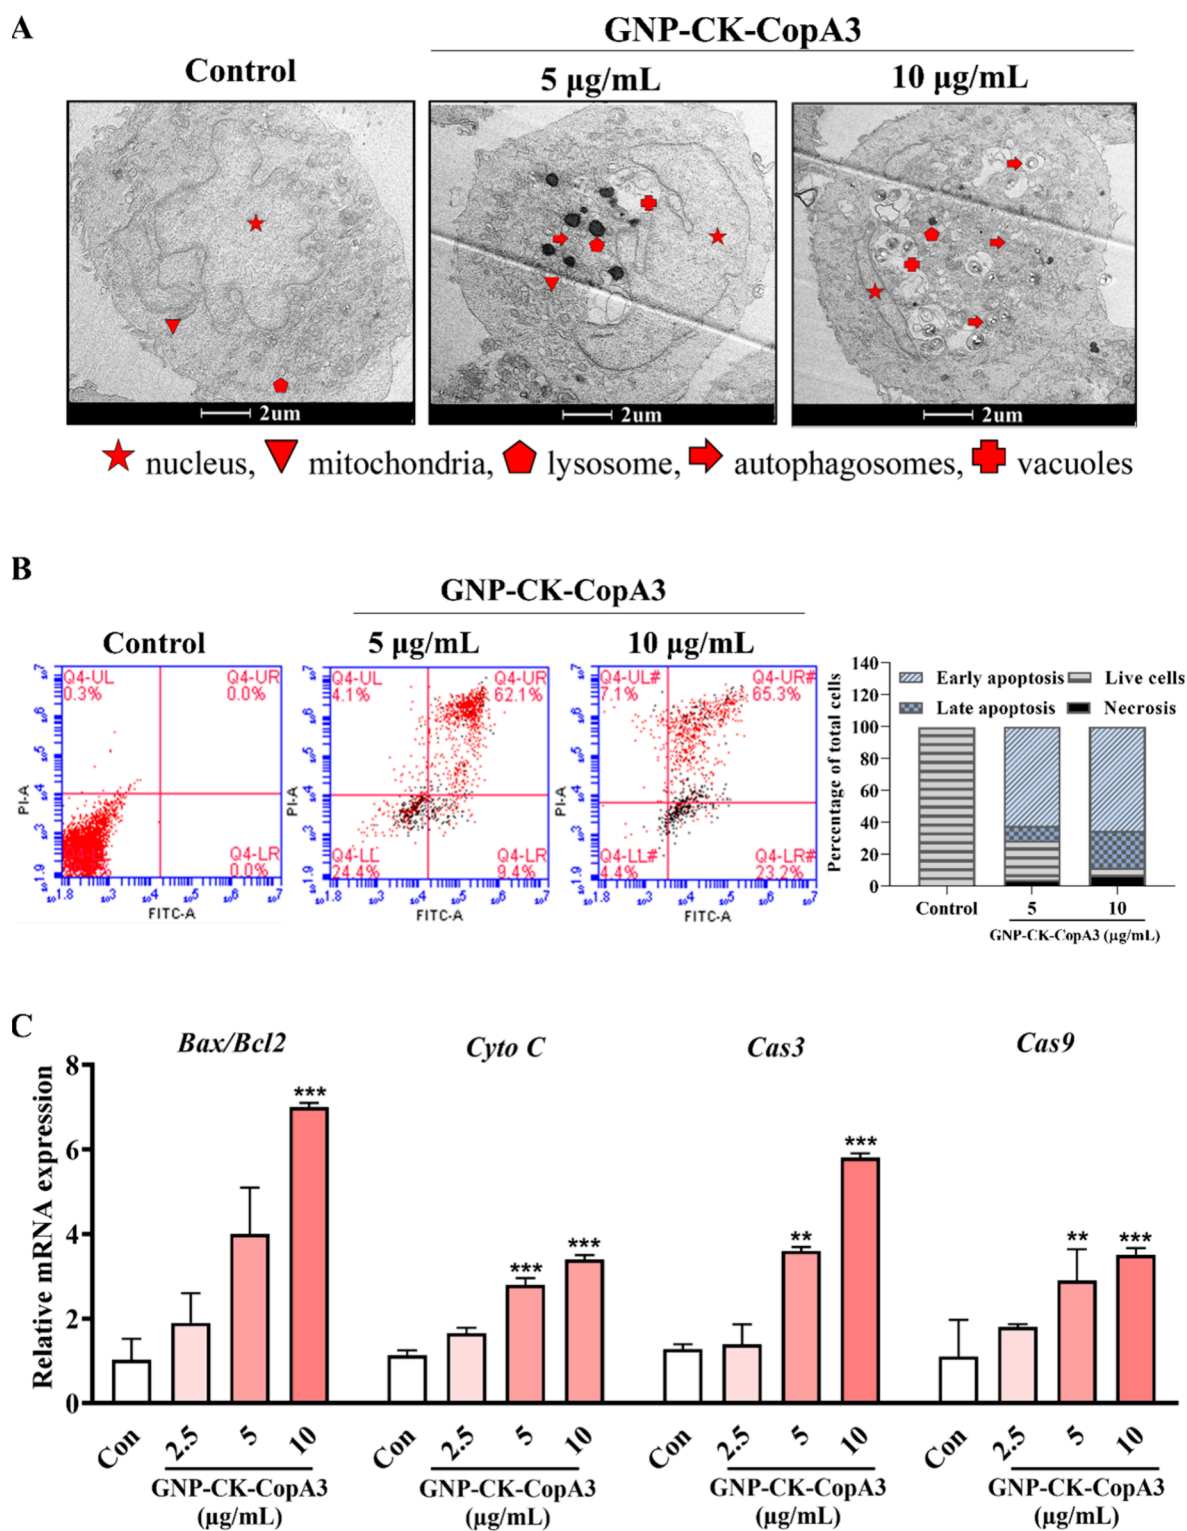 A
GNP-CK-CopA3
Control
5 μg/mL
10 μg/mL
2um
2um
2um
nucleus, mitochondria, lysosome, autophagosomes, vacuoles
B
GNP-CK-CopA3
Control
5 μg/mL
10 μg/mL
Q4-UL
0.3%
Q4-UR
0.0%
Q4-LR
0.0%
PI-A
FITC-A
Q4-UL
4.1%
Q4-UR
62.1%
Q4-LL
24.4%
Q4-LR
9.4%
PI-A
FITC-A
Q4-UL#
7.1%
Q4-UR#
65.3%
Q4-LL#
4.4%
Q4-LR#
23.2%
PI-A
FITC-A
Percentage of total cells
140
120
100
80
60
40
20
0
Early apoptosis Live cells
Late apoptosis Necrosis
Control 5 10
GNP-CK-CopA3 (μg/mL)
C
Bax/Bcl2 Cyto C Cas3 Cas9
Relative mRNA expression
8
6
4
2
0
*** *** *** ** *** ** ***
Con 2.5 5 10 Con 2.5 5 10 Con 2.5 5 10 Con 2.5 5 10
GNP-CK-CopA3 GNP-CK-CopA3 GNP-CK-CopA3 GNP-CK-CopA3
(μg/mL) (μg/mL) (μg/mL) (μg/mL)